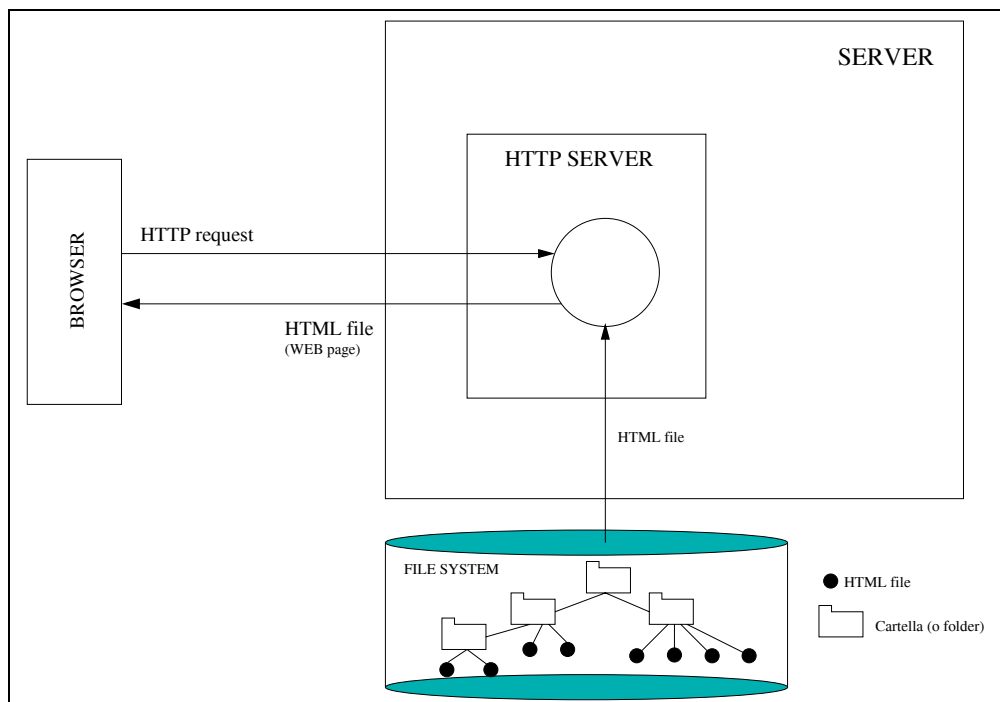 SERVER
HTTP SERVER
BROWSER
HTTP request
HTML file
(WEB page)
HTML file
FILE SYSTEM
HTML file
Cartella (o folder)